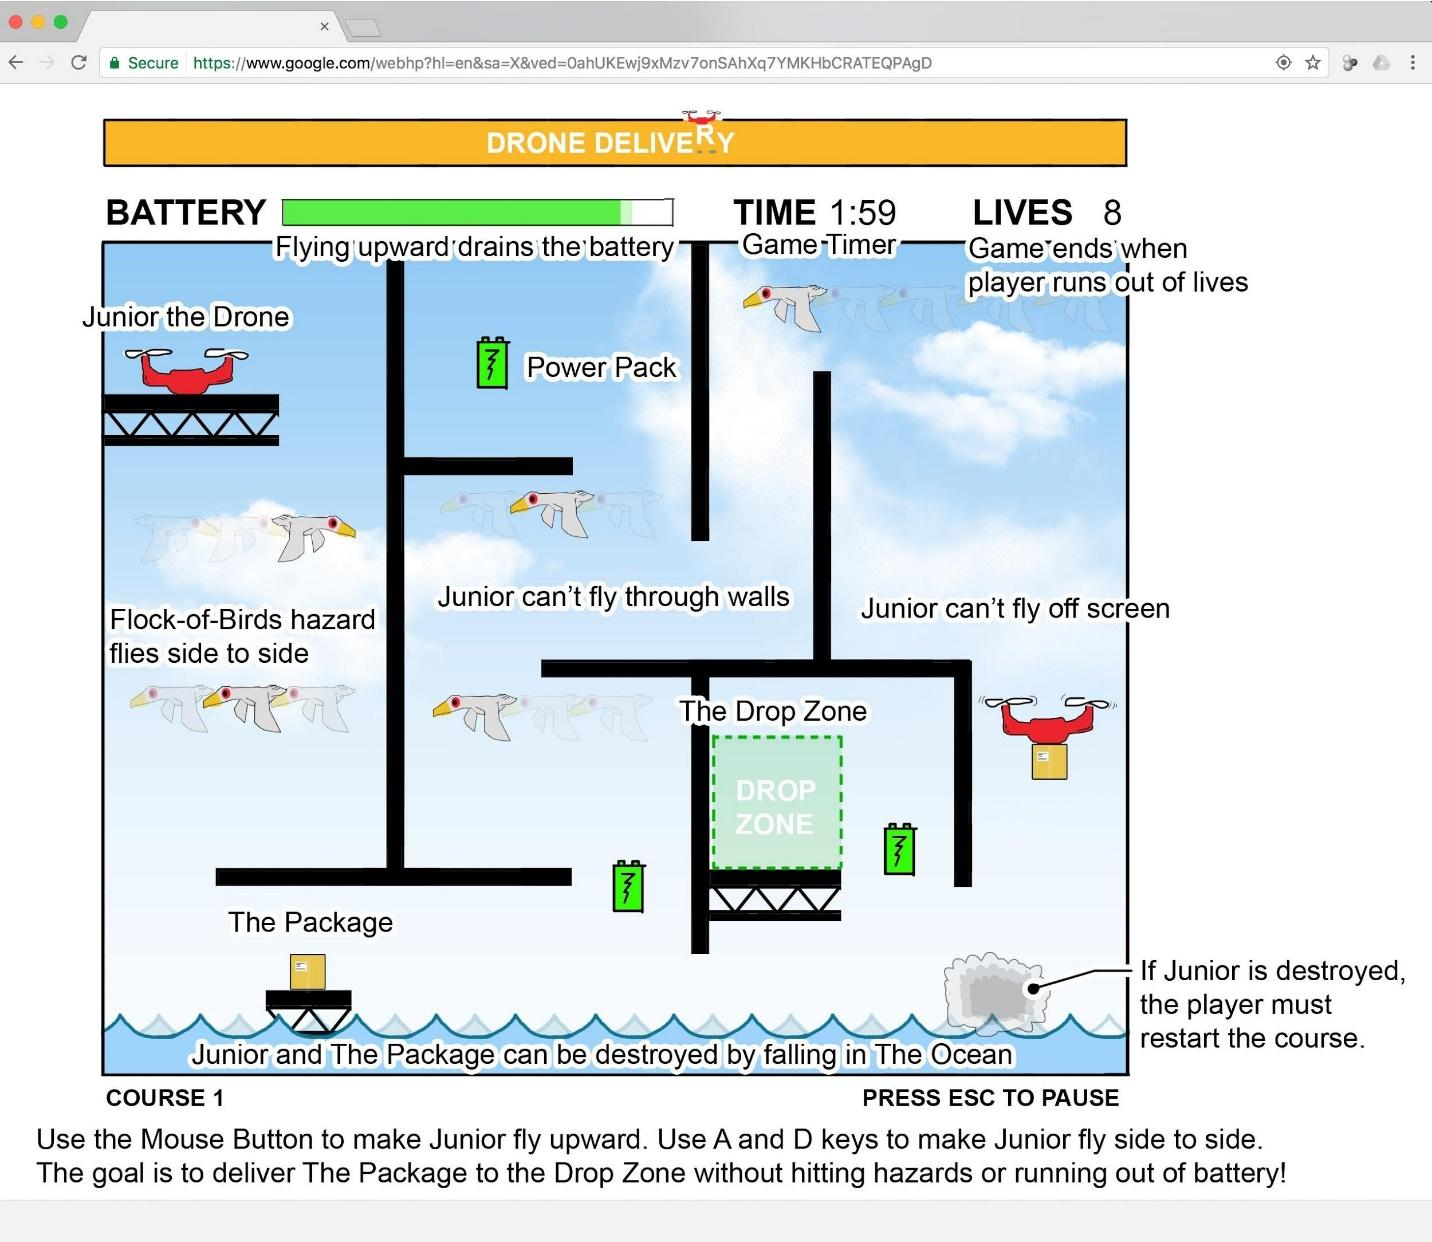 Secure https://www.google.com/webhp?hl=en&sa=X&ved=0ahUKEwj9xMzv7onSAhXq7YMKHbCRATEQPAgD
DRONE DELIVERY
BATTERY TIME 1:59 LIVES 8
Flying upward drains the battery
Game Timer
Game ends when
player runs out of lives
Junior the Drone
Power Pack
Junior can't fly through walls
Junior can't fly off screen
Flock-of-Birds hazard
flies side to side
The Drop Zone
DROP
ZONE
The Package
If Junior is destroyed,
the player must
restart the course.
Junior and The Package can be destroyed by falling in The Ocean
COURSE 1 PRESS ESC TO PAUSE
Use the Mouse Button to make Junior fly upward. Use A and D keys to make Junior fly side to side.
The goal is to deliver The Package to the Drop Zone without hitting hazards or running out of battery!